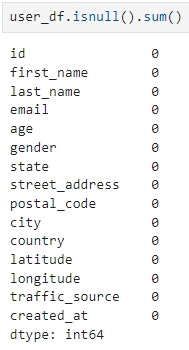 user_df.isnull().sum()
id 0
first_name 0
last_name 0
email 0
age 0
gender 0
state 0
street_address 0
postal_code 0
city 0
country 0
latitude 0
longitude 0
traffic_source 0
created_at 0
dtype: int64